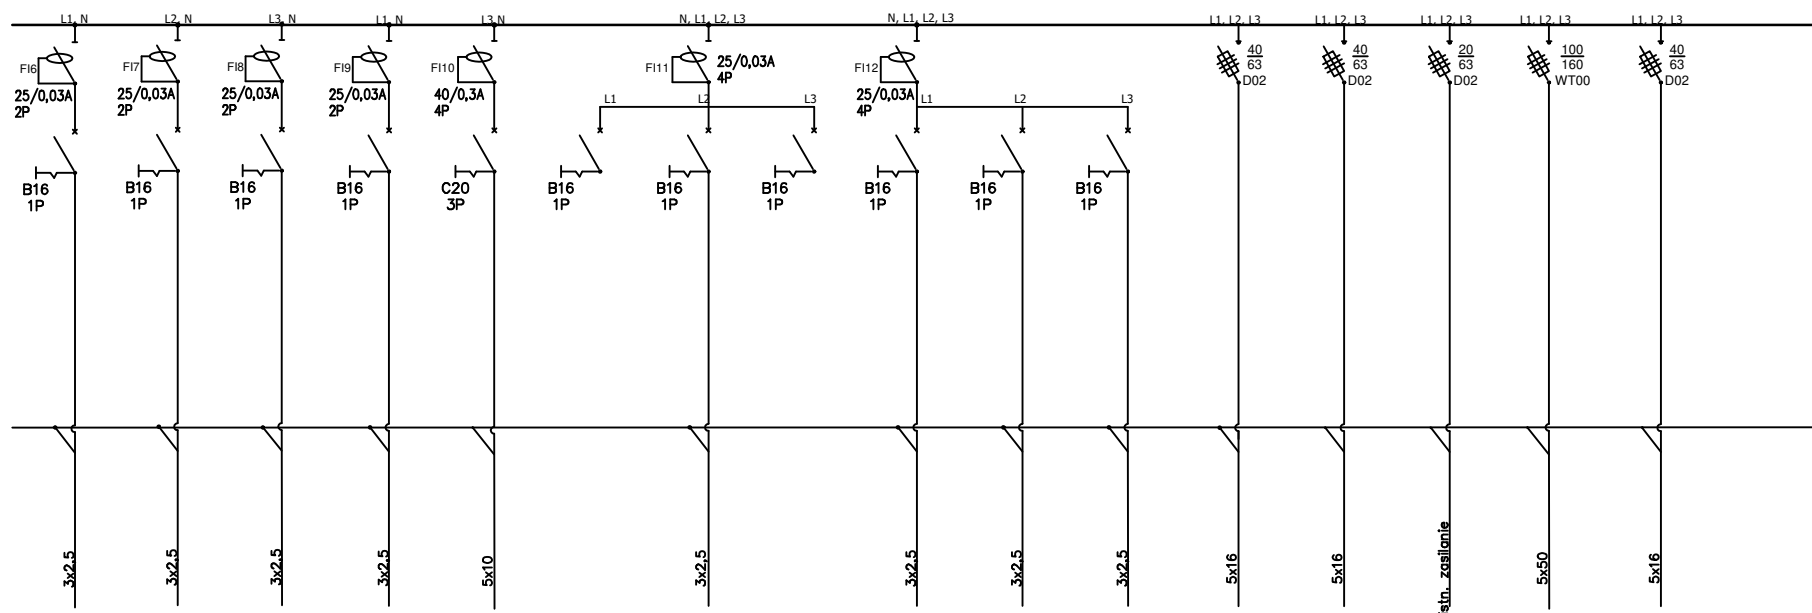 L1, N L2, N L3, N L1, N L3,N N, L1, L2, L3 N, L1, L2, L3 L1, L2, L3 L1, L2, L3 L1, L2, L3 L1, L2, L3 L1, L2, L3
FI6 FI7 FI8 FI9 FI10 FI11 FI12
25/0,03A
2P
25/0,03A
2P
25/0,03A
2P
25/0,03A
2P
40/0,3A
4P
25/0,03A
4P
25/0,03A
4P
40
63
D02
40
63
D02
20
63
D02
100
160
WT00
40
63
D02
L1 L2 L3 L1 L2 L3
B16 B16 B16 B16 C20 B16 B16 B16 B16 B16 B16
1P 1P 1P 1P 3P 1P 1P 1P 1P 1P 1P
3x2,5
3x2,5
3x2,5
3x2,5
5x10
3x2,5
3x2,5
3x2,5
3x2,5
5x16
5x16
istn. zasilanie
5x50
5x16